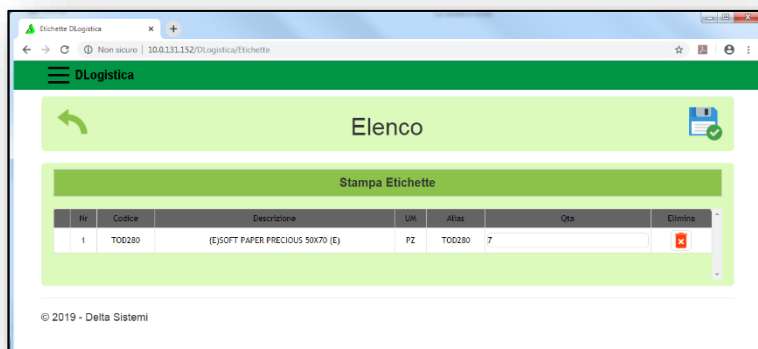 Etichette DLogistica
Non sicuro | 10.0.131.152/DLogistica/Etichette
DLogistica
Elenco
Stampa Etichette
Nr Codice Descrizione UM Alias Qta Elimina
1 TOD280 (E)SOFT PAPER PRECIOUS 50X70 (E) PZ TOD280 7
© 2019 - Delta Sistemi